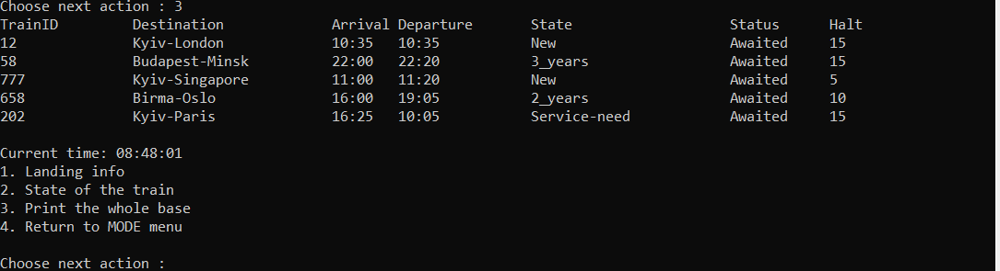 Choose next action : 3
TrainID Destination Arrival Departure State Status Halt
12 Kyiv-London 10:35 10:35 New Awaited 15
58 Budapest-Minsk 22:00 22:20 3_years Awaited 15
777 Kyiv-Singapore 11:00 11:20 New Awaited 5
658 Birma-Oslo 16:00 19:05 2_years Awaited 10
202 Kyiv-Paris 16:25 10:05 Service-need Awaited 15
Current time: 08:48:01
1. Landing info
2. State of the train
3. Print the whole base
4. Return to MODE menu
Choose next action :